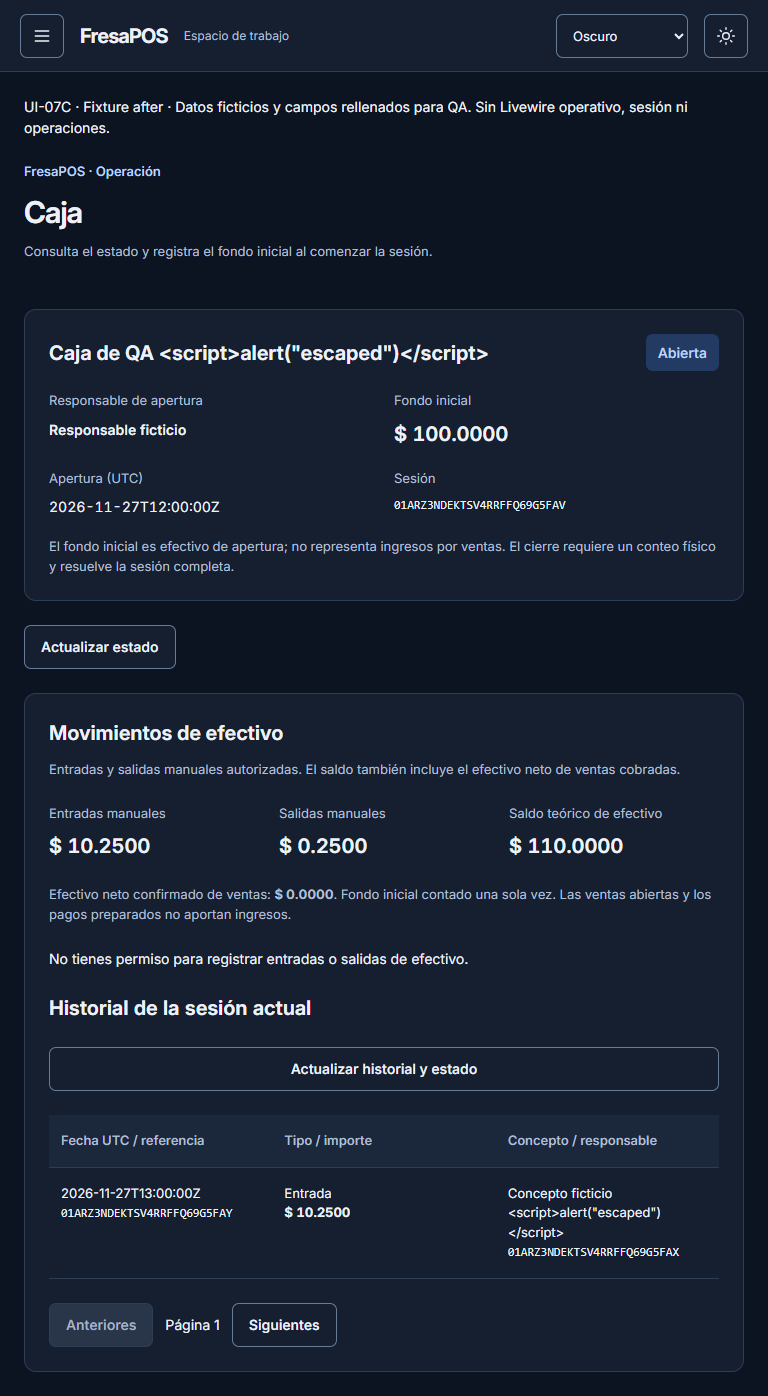 FresaPOS
Espacio de trabajo
Oscuro
UI-07C · Fixture after · Datos ficticios y campos rellenados para QA. Sin Livewire operativo, sesión ni
operaciones.
FresaPOS · Operación
Caja
Consulta el estado y registra el fondo inicial al comenzar la sesión.
Caja de QA <script>alert("escaped")</script>
Abierta
Responsable de apertura
Fondo inicial
Responsable ficticio
$ 100.0000
Apertura (UTC)
Sesión
2026-11-27T12:00:00Z
01ARZ3NDEKTSV4RRFFQ69G5FAV
El fondo inicial es efectivo de apertura; no representa ingresos por ventas. El cierre requiere un conteo físico
y resuelve la sesión completa.
Actualizar estado
Movimientos de efectivo
Entradas y salidas manuales autorizadas. El saldo también incluye el efectivo neto de ventas cobradas.
Entradas manuales
Salidas manuales
Saldo teórico de efectivo
$ 10.2500
$ 0.2500
$ 110.0000
Efectivo neto confirmado de ventas: $ 0.0000. Fondo inicial contado una sola vez. Las ventas abiertas y los
pagos preparados no aportan ingresos.
No tienes permiso para registrar entradas o salidas de efectivo.
Historial de la sesión actual
Actualizar historial y estado
Fecha UTC / referencia
Tipo / importe
Concepto / responsable
2026-11-27T13:00:00Z
01ARZ3NDEKTSV4RRFFQ69G5FAY
Entrada
$ 10.2500
Concepto ficticio
<script>alert("escaped")
</script>
01ARZ3NDEKTSV4RRFFQ69G5FAX
Anteriores
Página 1
Siguientes